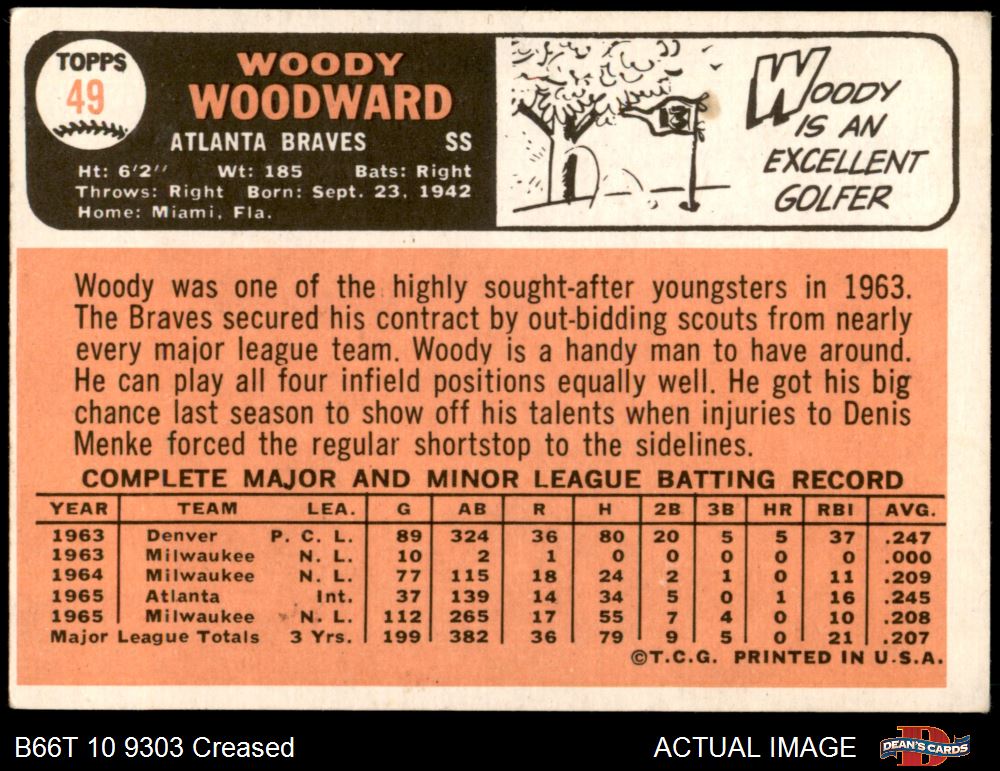 TOPPS
49
WOODY
WOODWARD
ATLANTA BRAVES SS
Ht: 6'2" Wt: 185 Bats: Right
Throws: Right Born: Sept. 23, 1942
Home: Miami, Fla.
WOODY
IS AN
EXCELLENT
GOLFER
Woody was one of the highly sought-after youngsters in 1963.
The Braves secured his contract by out-bidding scouts from nearly
every major league team. Woody is a handy man to have around.
He can play all four infield positions equally well. He got his big
chance last season to show off his talents when injuries to Denis
Menke forced the regular shortstop to the sidelines.
COMPLETE MAJOR AND MINOR LEAGUE BATTING RECORD
YEAR TEAM LEA. G AB R H 2B 3B HR RBI AVG.
1963 Denver P. C. L. 89 324 36 80 20 5 5 37 .247
1963 Milwaukee N. L. 10 2 1 0 0 0 0 0 .000
1964 Milwaukee N. L. 77 115 18 24 2 1 0 11 .209
1965 Atlanta Int. 37 139 14 34 5 0 1 16 .245
1965 Milwaukee N. L. 112 265 17 55 7 4 0 10 .208
Major League Totals 3 Yrs. 199 382 36 79 9 5 0 21 .207
©T.C.G. PRINTED IN U.S.A.
B66T 10 9303 Creased
ACTUAL IMAGE
DEAN'S CARDS